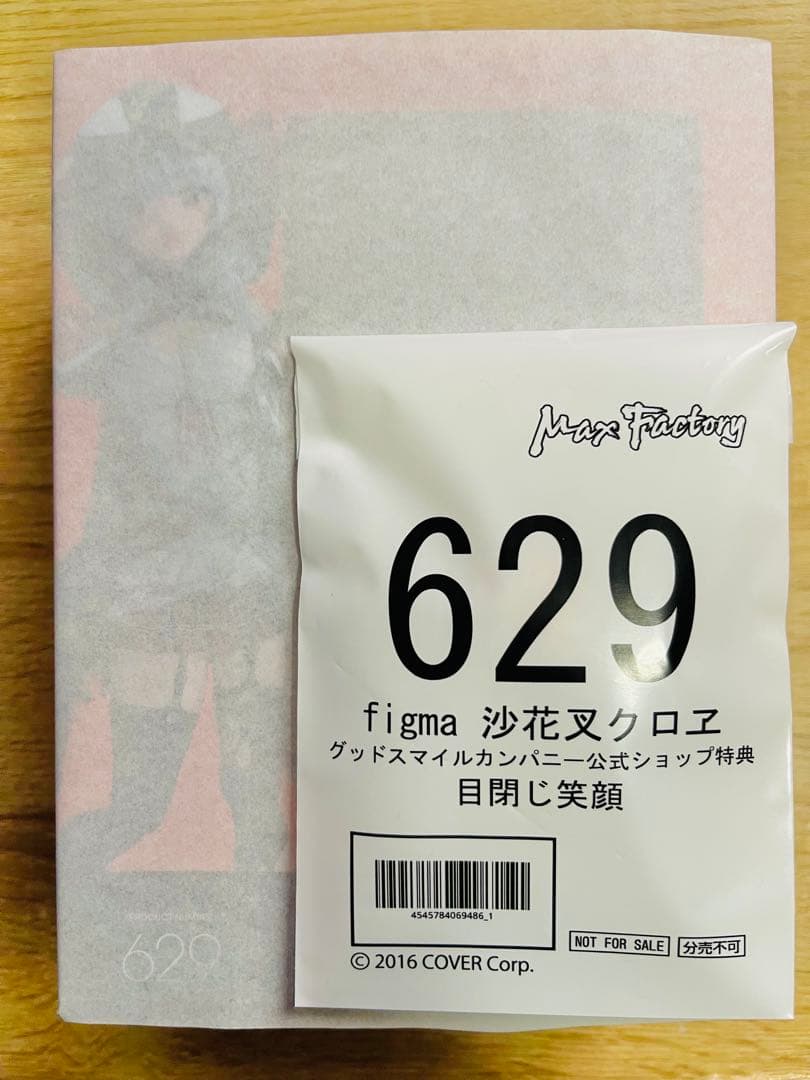 Max Factory
629
figma 沙花叉クロヱ
グッドスマイルカンパニー公式ショップ特典
目閉じ笑顔
4545784069486_1
NOT FOR SALE 分売不可
© 2016 COVER Corp.
PRODUCT NUMBER
629